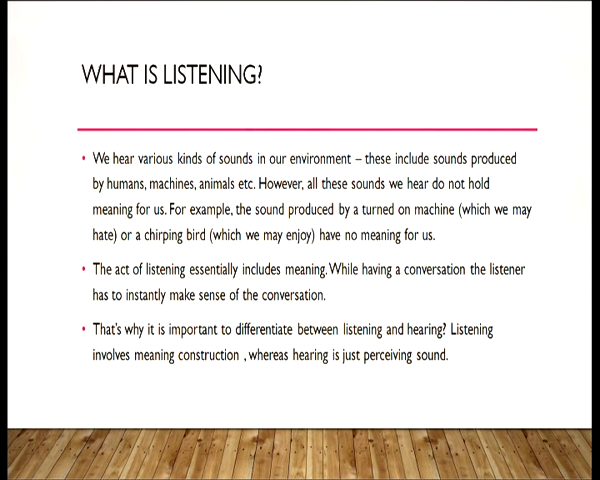 WHAT IS LISTENING?
• We hear various kinds of sounds in our environment – these include sounds produced
by humans, machines, animals etc. However, all these sounds we hear do not hold
meaning for us. For example, the sound produced by a turned on machine (which we may
hate) or a chirping bird (which we may enjoy) have no meaning for us.
• The act of listening essentially includes meaning. While having a conversation the listener
has to instantly make sense of the conversation.
• That's why it is important to differentiate between listening and hearing? Listening
involves meaning construction , whereas hearing is just perceiving sound.